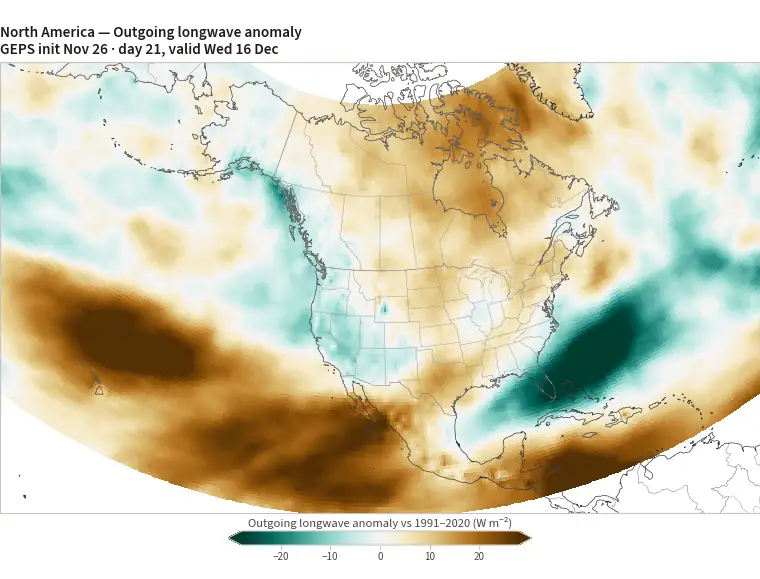 North America — Outgoing longwave anomaly
GEPS init Nov 26 · day 21, valid Wed 16 Dec
Outgoing longwave anomaly vs 1991–2020 (W m⁻²)
−20 −10 0 10 20